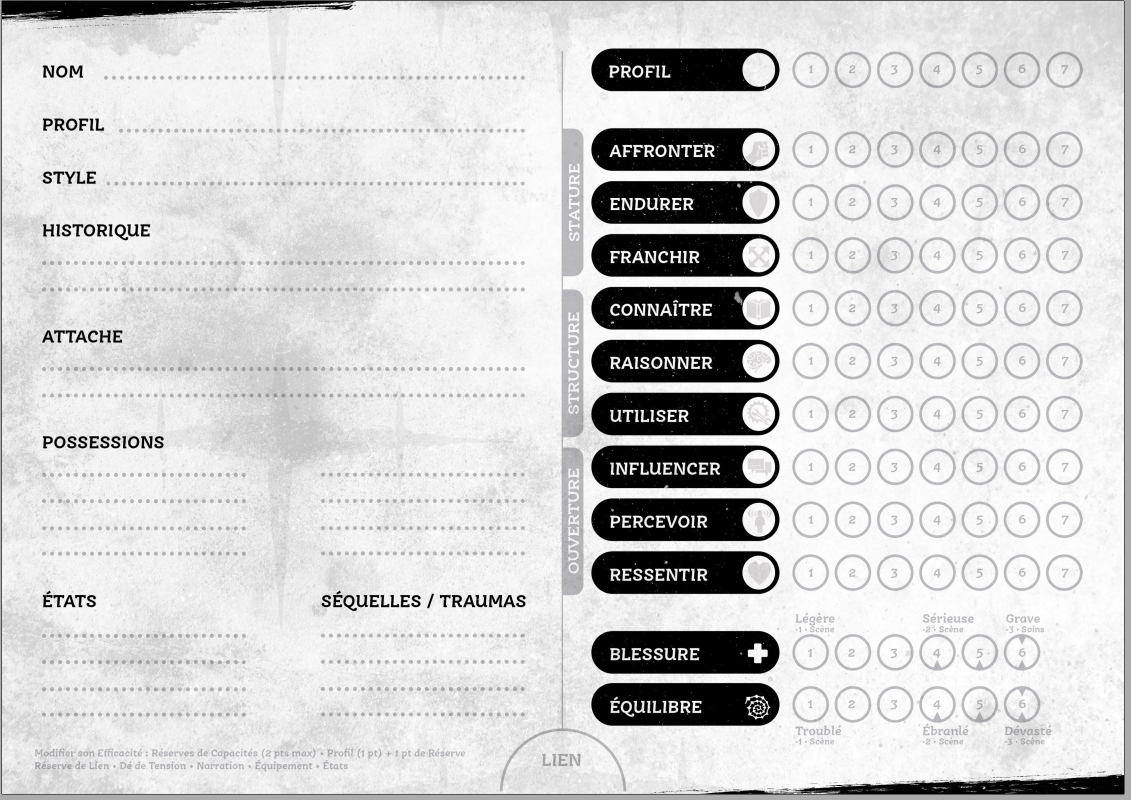 NOM
PROFIL
STYLE
HISTORIQUE
ATTACHE
POSSESSIONS
ÉTATS
SÉQUELLES / TRAUMAS
Modifier son Efficacité : Réserves de Capacités (2 pts max) • Profil (1 pt) + 1 pt de Réserve
Réserve de Lien • Dé de Tension • Narration • Équipement • États
LIEN
PROFIL 1 2 3 4 5 6 7
STATURE
AFFRONTER 1 2 3 4 5 6 7
ENDURER 1 2 3 4 5 6 7
FRANCHIR 1 2 3 4 5 6 7
STRUCTURE
CONNAÎTRE 1 2 3 4 5 6 7
RAISONNER 1 2 3 4 5 6 7
UTILISER 1 2 3 4 5 6 7
OUVERTURE
INFLUENCER 1 2 3 4 5 6 7
PERCEVOIR 1 2 3 4 5 6 7
RESSENTIR 1 2 3 4 5 6 7
Légère Sérieuse Grave
-1 • Scène -2 • Scène -3 • Soins
BLESSURE 1 2 3 4 5 6
ÉQUILIBRE 1 2 3 4 5 6
Troublé Ébranlé Dévasté
-1 • Scène -2 • Scène 3 • Scène